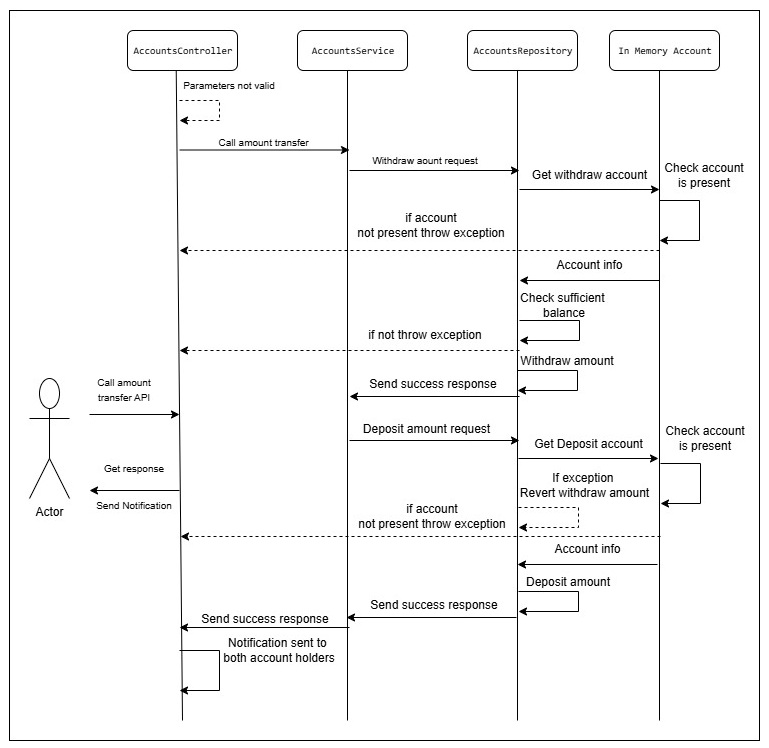 AccountsController
AccountsService
AccountsRepository
In Memory Account
Parameters not valid
Call amount transfer
Withdraw aount request
Get withdraw account
Check account
is present
if account
not present throw exception
Account info
Check sufficient
balance
if not throw exception
Withdraw amount
Send success response
Call amount
transfer API
Deposit amount request
Get Deposit account
Check account
is present
Get response
If exception
Revert withdraw amount
Send Notification
Actor
if account
not present throw exception
Account info
Deposit amount
Send success response
Send success response
Notification sent to
both account holders